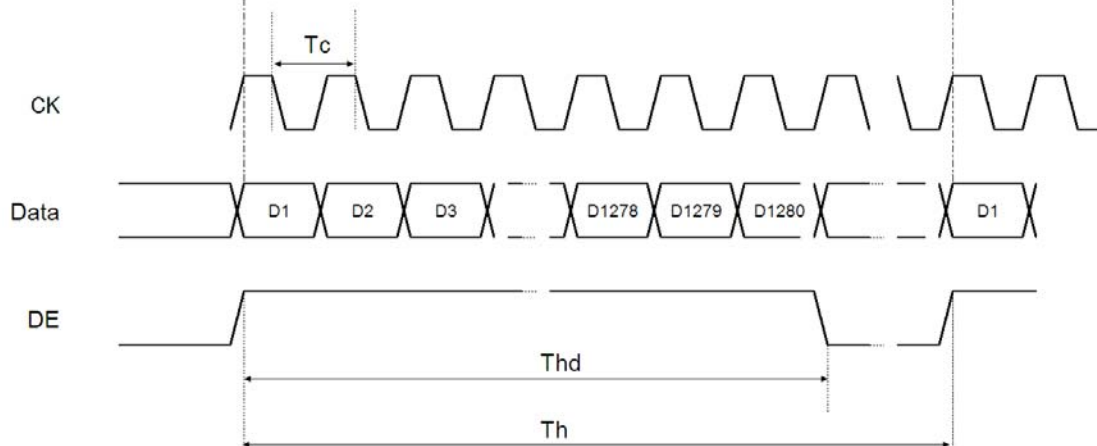 Tc
CK
Data D1 D2 D3 D1278 D1279 D1280 D1
DE
Thd
Th